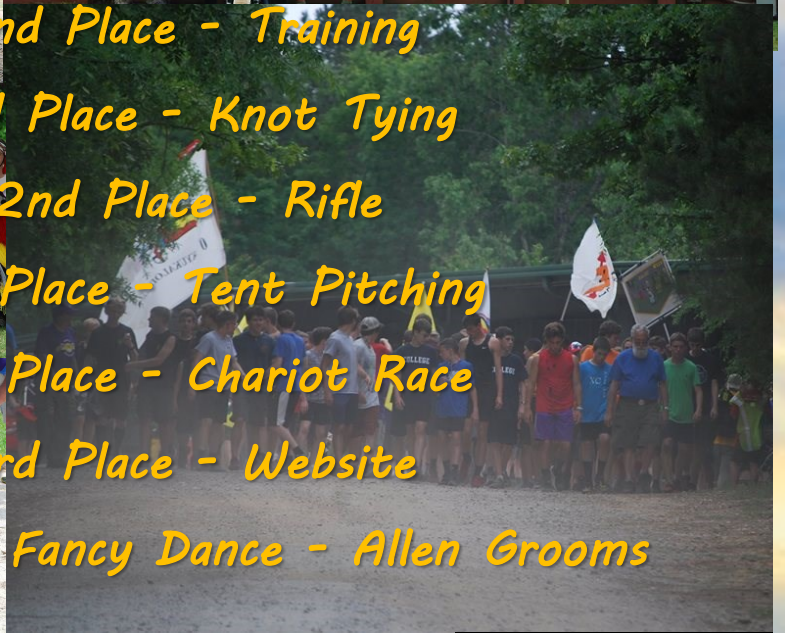 nd Place - Training
Place - Knot Tying
2nd Place - Rifle
Place - Tent Pitching
Place - Chariot Race
rd Place - Website
Fancy Dance - Allen Grooms
COLLEGE